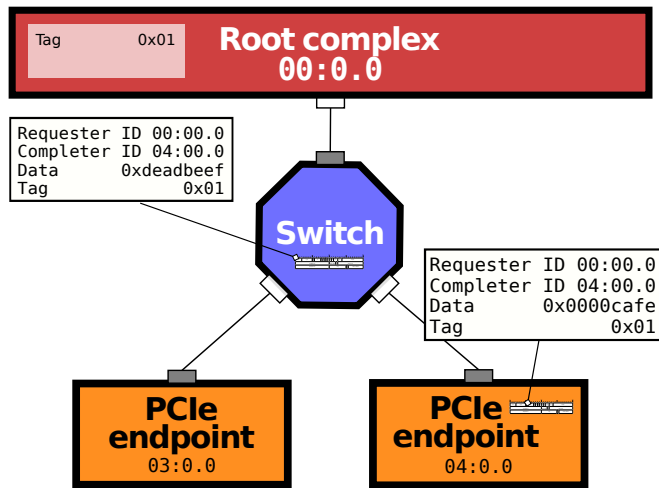 Tag 0x01
Root complex
00:0.0
Requester ID 00:00.0
Completer ID 04:00.0
Data 0xdeadbeef
Tag 0x01
Switch
Requester ID 00:00.0
Completer ID 04:00.0
Data 0x0000cafe
Tag 0x01
PCIe
endpoint
03:0.0
PCIe
endpoint
04:0.0